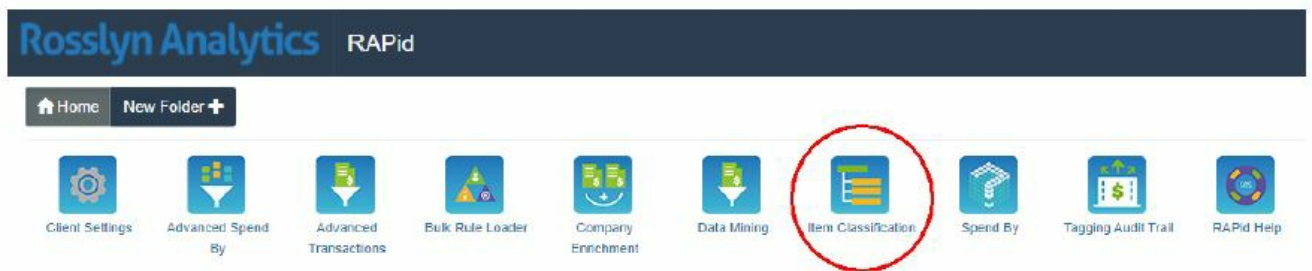 Rosslyn Analytics RAPid
Home New Folder
Client Settings Advanced Spend By Advanced Transactions Bulk Rule Loader Company Enrichment Data Mining Item Classification Spend By Tagging Audit Trail RAPid Help